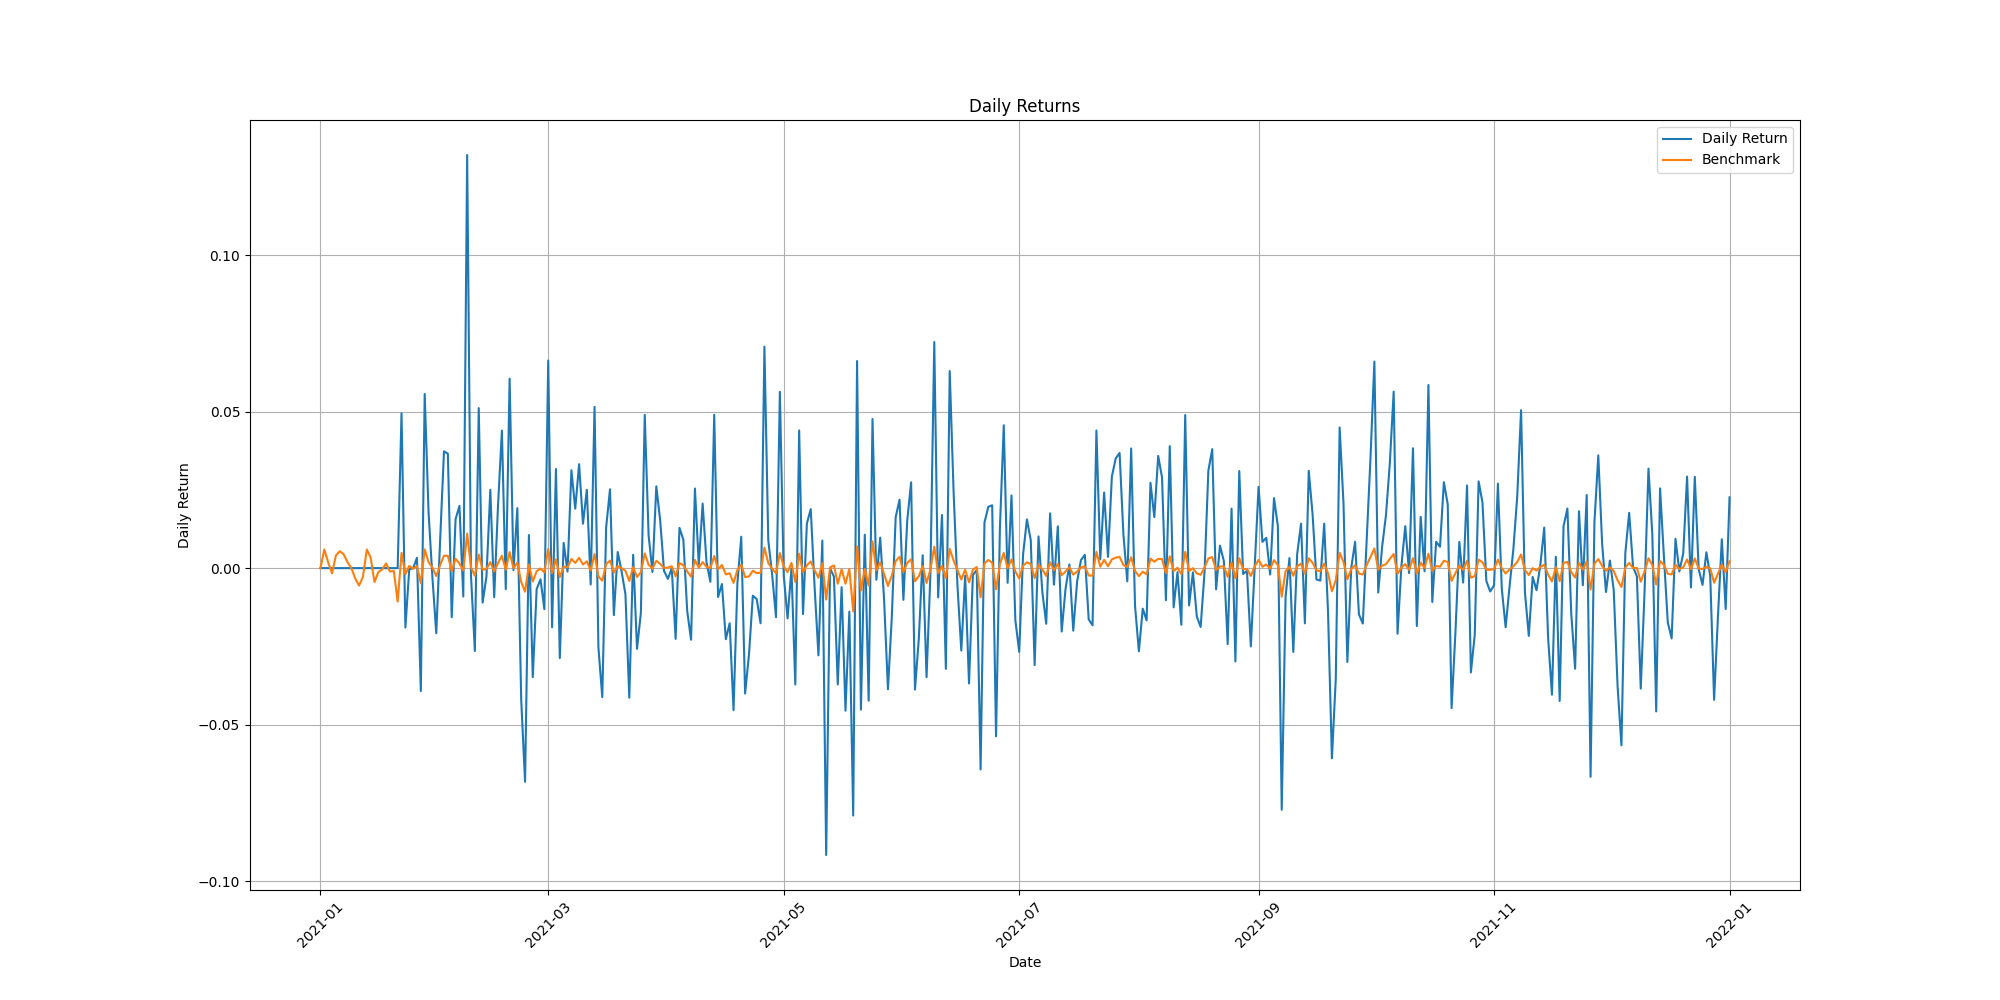 Daily Returns
Daily Return
Benchmark
0.10
0.05
0.00
−0.05
−0.10
Daily Return
2021-01
2021-03
2021-05
2021-07
2021-09
2021-11
2022-01
Date